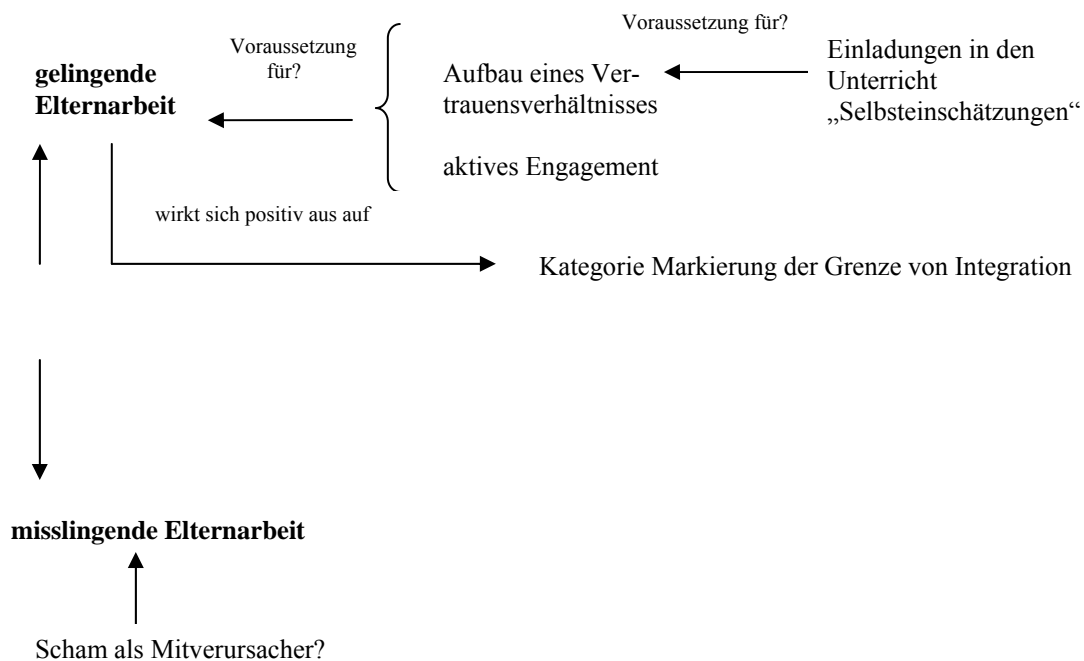 Voraussetzung für?
Voraussetzung
für?
gelingende
Elternarbeit
Aufbau eines Ver-
trauensverhältnisses
aktives Engagement
Einladungen in den
Unterricht
„Selbsteinschätzungen“
wirkt sich positiv aus auf
Kategorie Markierung der Grenze von Integration
misslingende Elternarbeit
Scham als Mitverursacher?